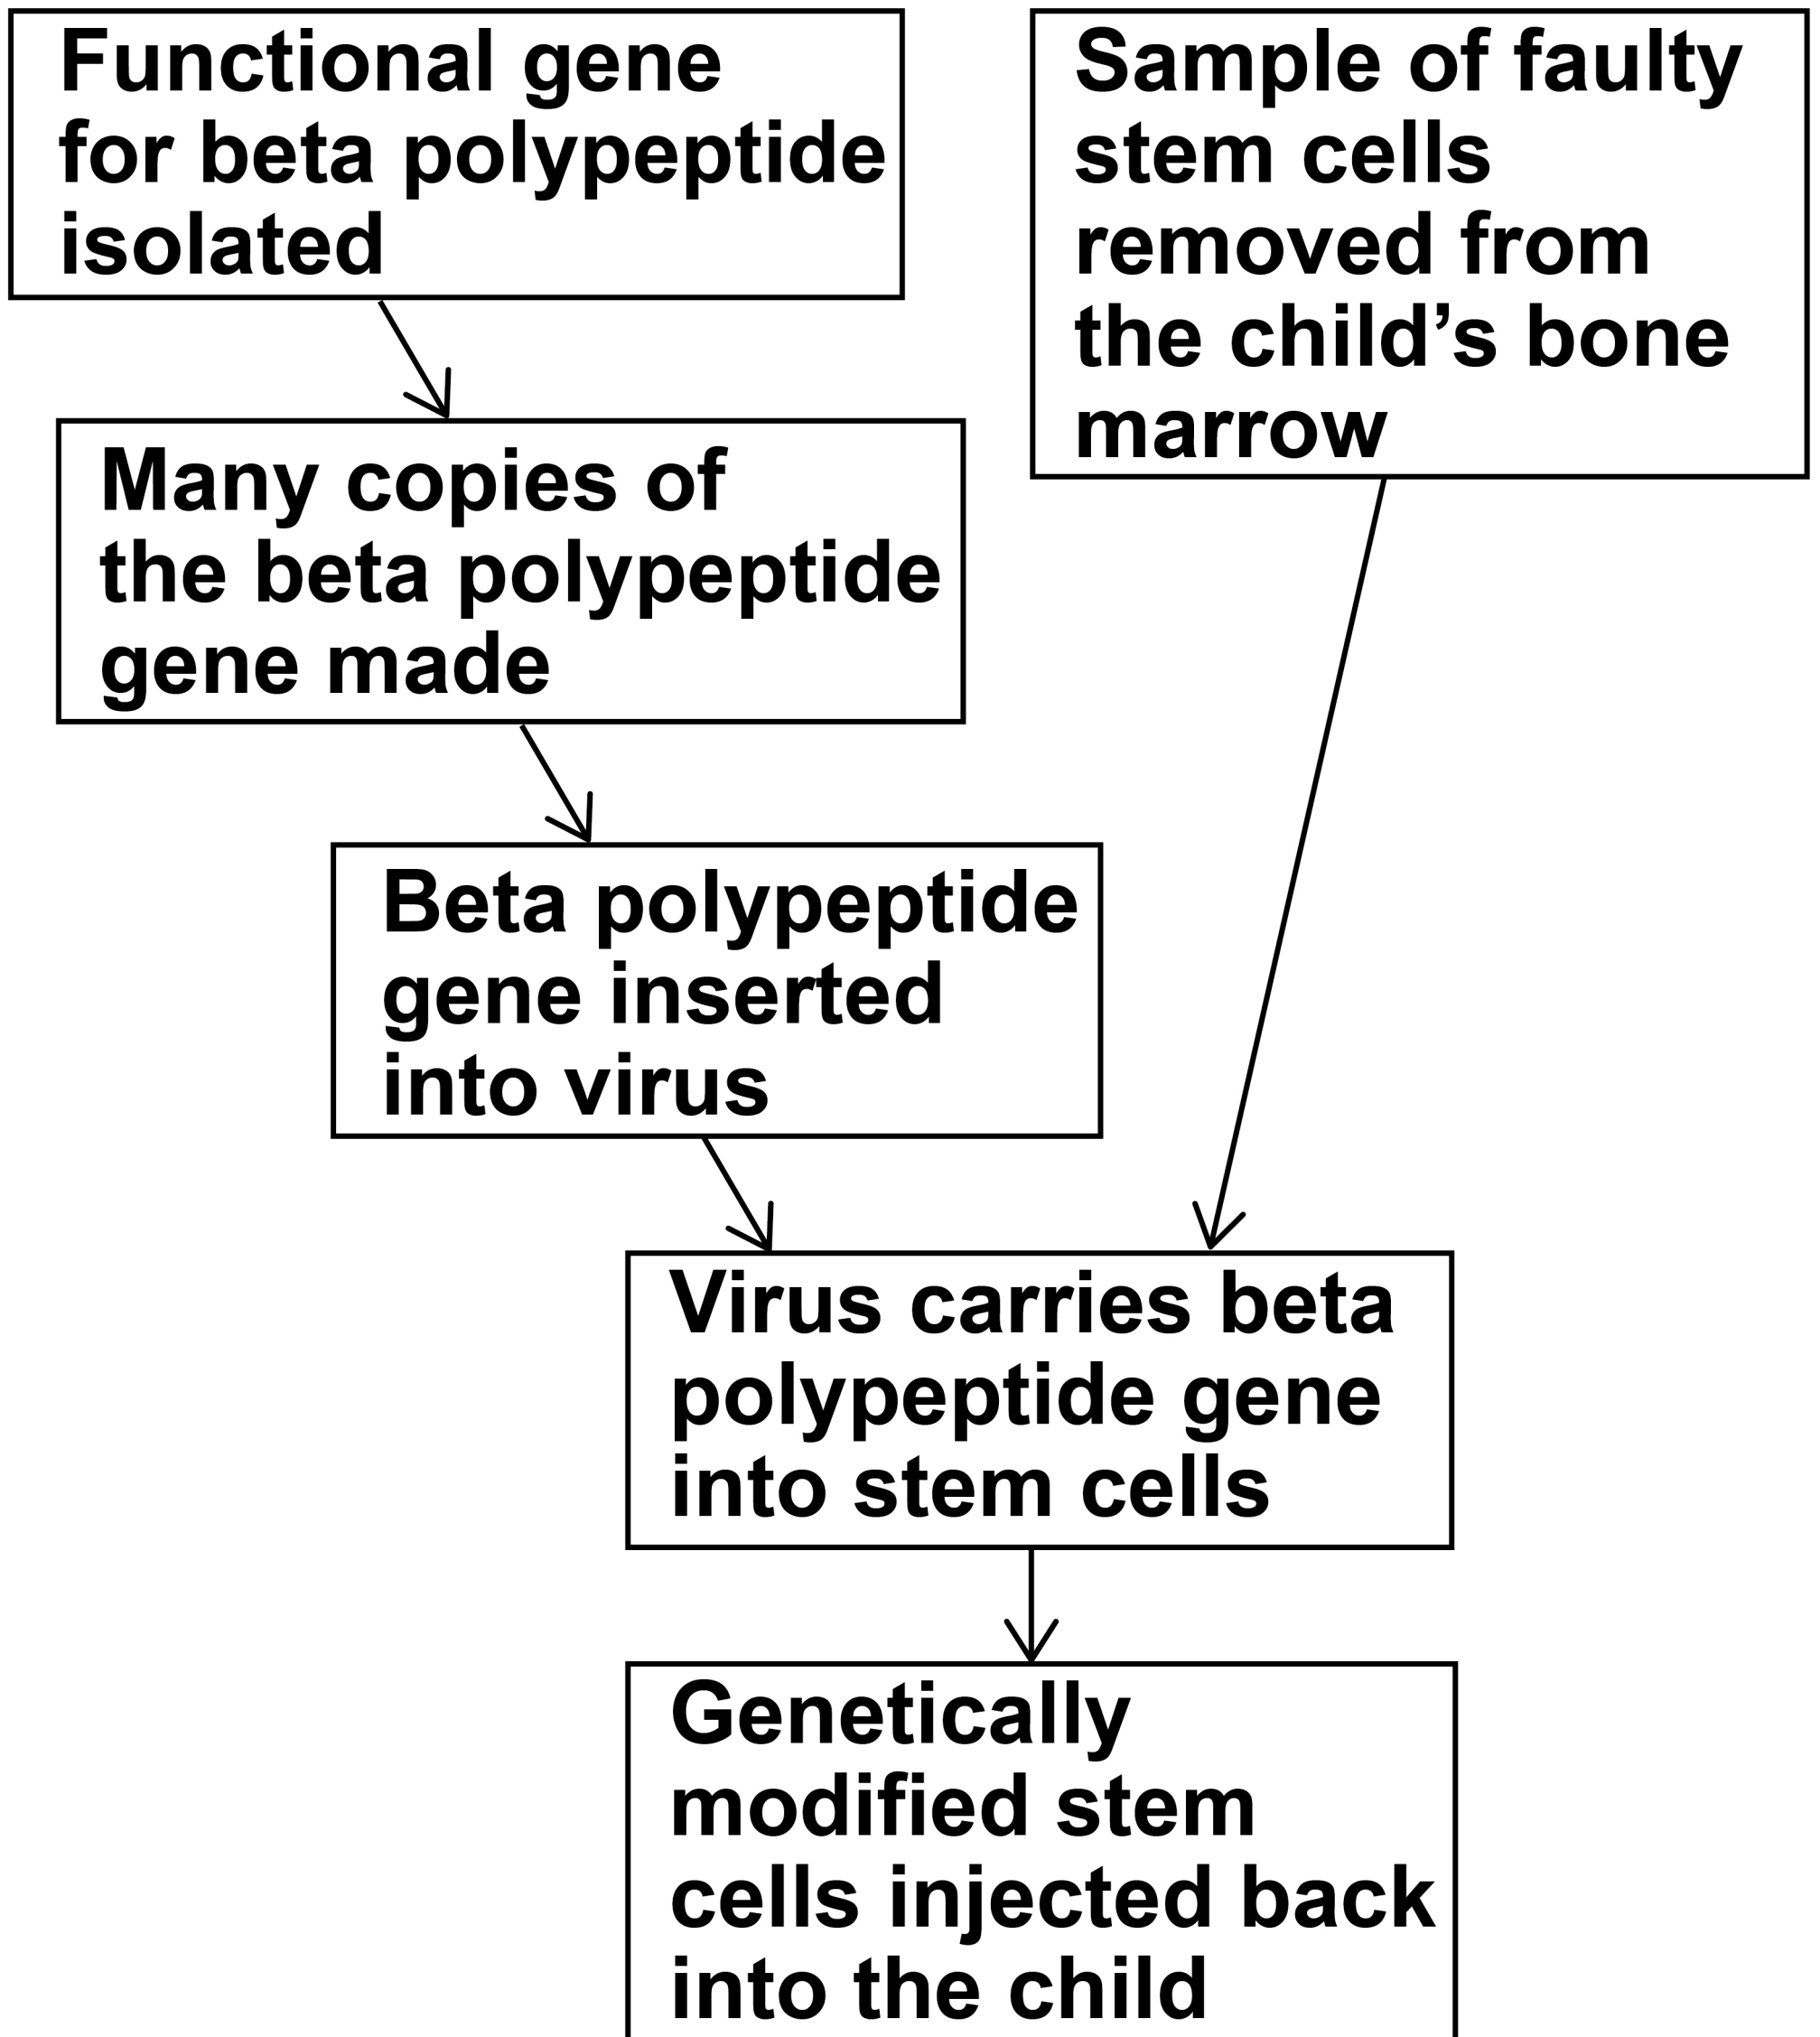 Functional gene
for beta polypeptide
isolated
Sample of faulty
stem cells
removed from
the child’s bone
marrow
Many copies of
the beta polypeptide
gene made
Beta polypeptide
gene inserted
into virus
Virus carries beta
polypeptide gene
into stem cells
Genetically
modified stem
cells injected back
into the child